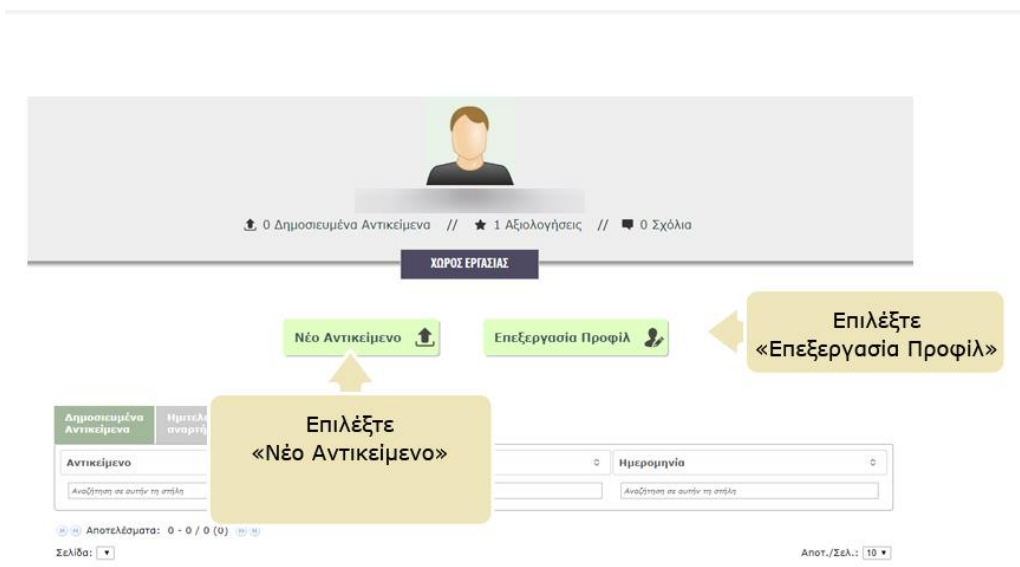 0 Δημοσιευμένα Αντικείμενα // 1 Αξιολογήσεις // 0 Σχόλια
ΧΩΡΟΣ ΕΡΓΑΣΙΑΣ
Νέο Αντικείμενο
Επεξεργασία Προφίλ
Επιλέξτε
«Επεξεργασία Προφίλ»
Δημοσιευμένα
Αντικείμενα
Επιλέξτε
«Νέο Αντικείμενο»
Αντικείμενο
Ημερομηνία
Αναζήτηση σε αυτήν τη στήλη
Αναζήτηση σε αυτήν τη στήλη
Αποτελέσματα: 0 - 0 / 0 (0)
Σελίδα:
Αποτ./Σελ.: 10